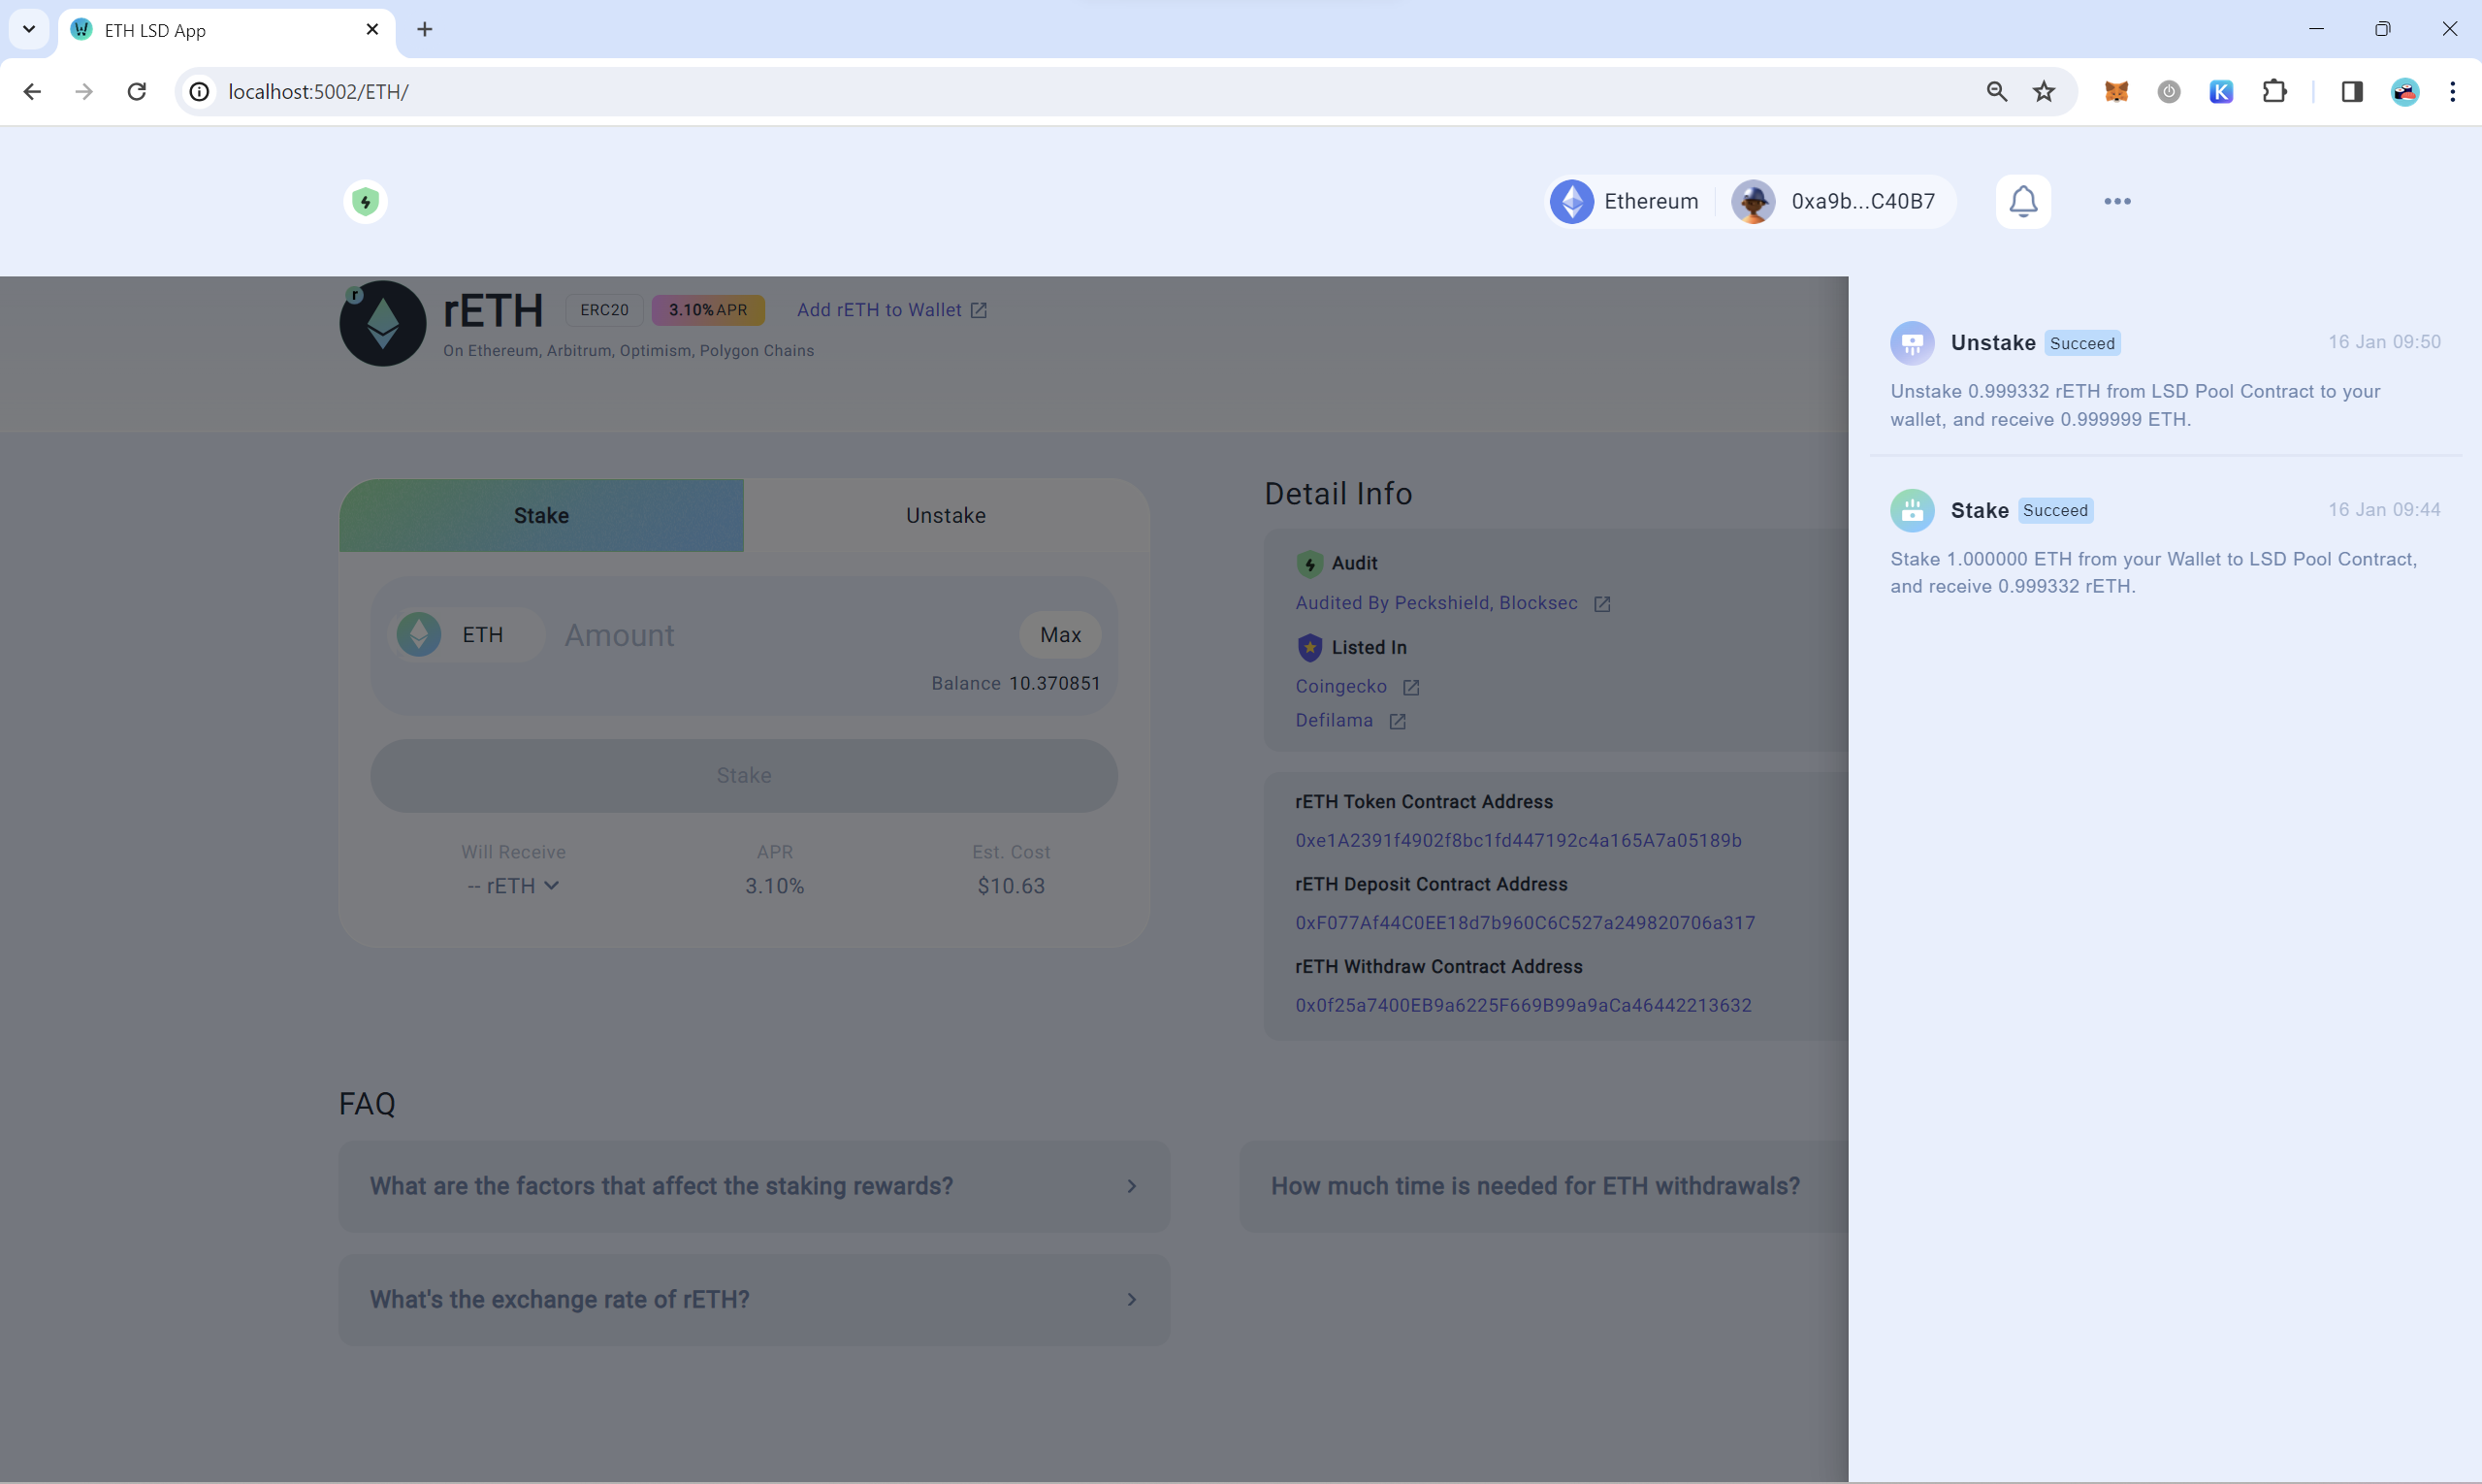 ETH LSD App
localhost:5002/ETH/
Ethereum
0xa9b...C40B7
r
rETH
ERC20
3.10%APR
Add rETH to Wallet
On Ethereum, Arbitrum, Optimism, Polygon Chains
Stake
Unstake
ETH
Amount
Max
Balance 10.370851
Stake
Will Receive
-- rETH
APR
3.10%
Est. Cost
$10.63
Detail Info
Audit
Audited By Peckshield, Blocksec
Listed In
Coingecko
Defilama
rETH Token Contract Address
0xe1A2391f4902f8bc1fd447192c4a165A7a05189b
rETH Deposit Contract Address
0xF077Af44C0EE18d7b960C6C527a249820706a317
rETH Withdraw Contract Address
0x0f25a7400EB9a6225F669B99a9aCa46442213632
FAQ
What are the factors that affect the staking rewards?
How much time is needed for ETH withdrawals?
What's the exchange rate of rETH?
Unstake Succeed
16 Jan 09:50
Unstake 0.999332 rETH from LSD Pool Contract to your
wallet, and receive 0.999999 ETH.
Stake Succeed
16 Jan 09:44
Stake 1.000000 ETH from your Wallet to LSD Pool Contract,
and receive 0.999332 rETH.